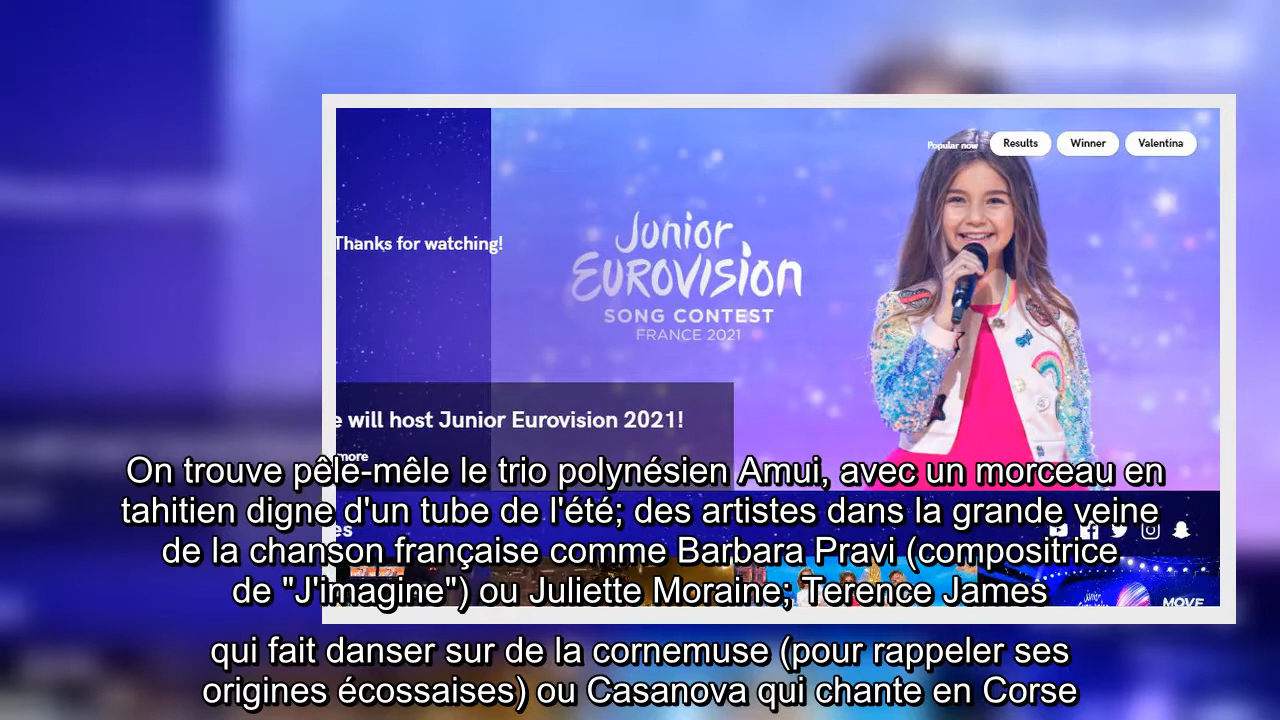 Popular now Results Winner Valentina
Thanks for watching!
Junior
EUROVISION
SONG CONTEST
FRANCE 2021
e will host Junior Eurovision 2021!
more
On trouve pêle-mêle le trio polynésien Amui, avec un morceau en
tahitien digne d'un tube de l'été; des artistes dans la grande veine
es
de la chanson française comme Barbara Pravi (compositrice
de "J'imagine") ou Juliette Moraine; Terence James
MOVE
qui fait danser sur de la cornemuse (pour rappeler ses
origines écossaises) ou Casanova qui chante en Corse